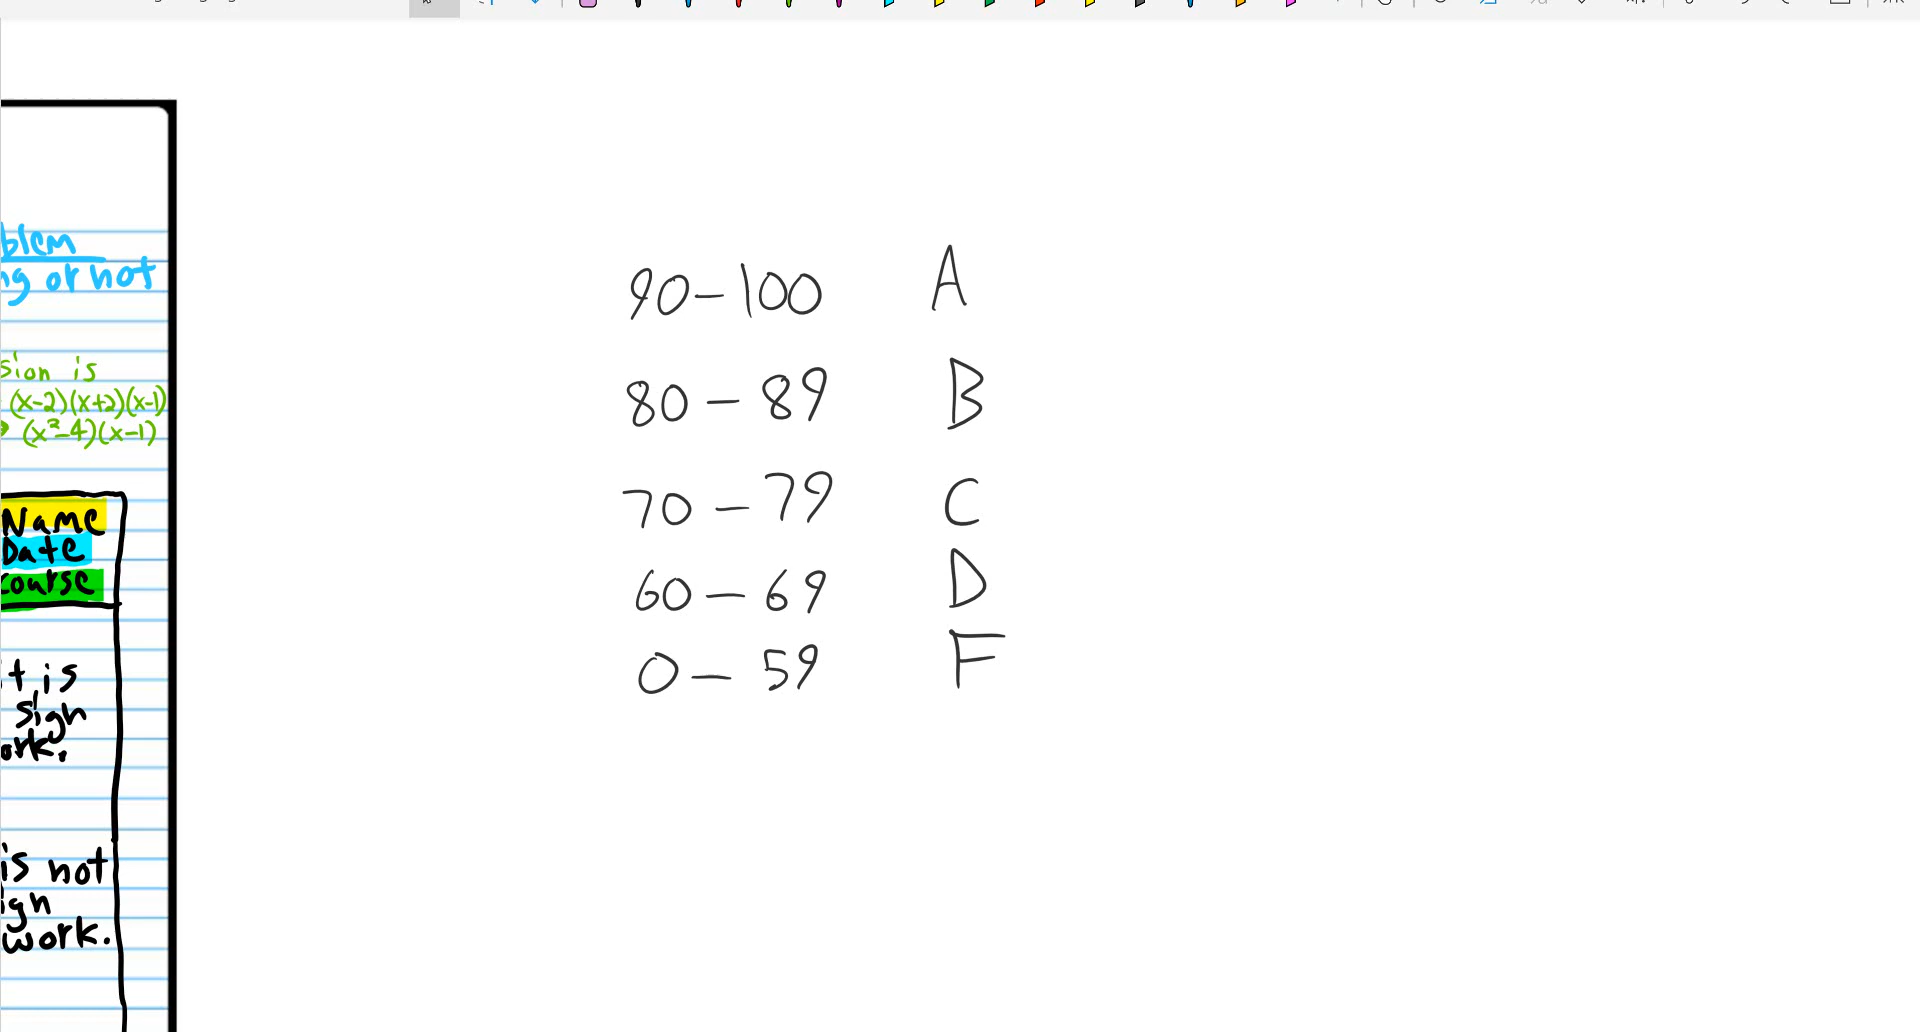 blem
ng or not
sion is
(x-2)(x+2)(x-1)
(x²-4)(x-1)
Name
Date
Course
t is
sign
ork.
is not
ign
work.
90-100 A
80-89 B
70-79 C
60-69 D
0-59 F